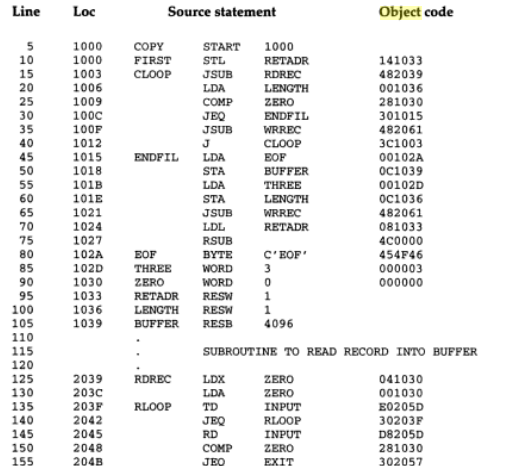 Line Loc Source statement Object code
5 1000 COPY START 1000
10 1000 FIRST STL RETADR 141033
15 1003 CLOOP JSUB RDREC 482039
20 1006 LDA LENGTH 001036
25 1009 COMP ZERO 281030
30 100C JEQ ENDFIL 301015
35 100F JSUB WRREC 482061
40 1012 J CLOOP 3C1003
45 1015 ENDFIL LDA EOF 00102A
50 1018 STA BUFFER 0C1039
55 101B LDA THREE 00102D
60 101E STA LENGTH 0C1036
65 1021 JSUB WRREC 482061
70 1024 LDL RETADR 081033
75 1027 RSUB 4C0000
80 102A EOF BYTE C'EOF' 454F46
85 102D THREE WORD 3 000003
90 1030 ZERO WORD 0 000000
95 1033 RETADR RESW 1
100 1036 LENGTH RESW 1
105 1039 BUFFER RESB 4096
110 .
115 . SUBROUTINE TO READ RECORD INTO BUFFER
120 .
125 2039 RDREC LDX ZERO 041030
130 203C LDA ZERO 001030
135 203F RLOOP TD INPUT E0205D
140 2042 JEQ RLOOP 30203F
145 2045 RD INPUT D8205D
150 2048 COMP ZERO 281030
155 204B JEQ EXIT 302057